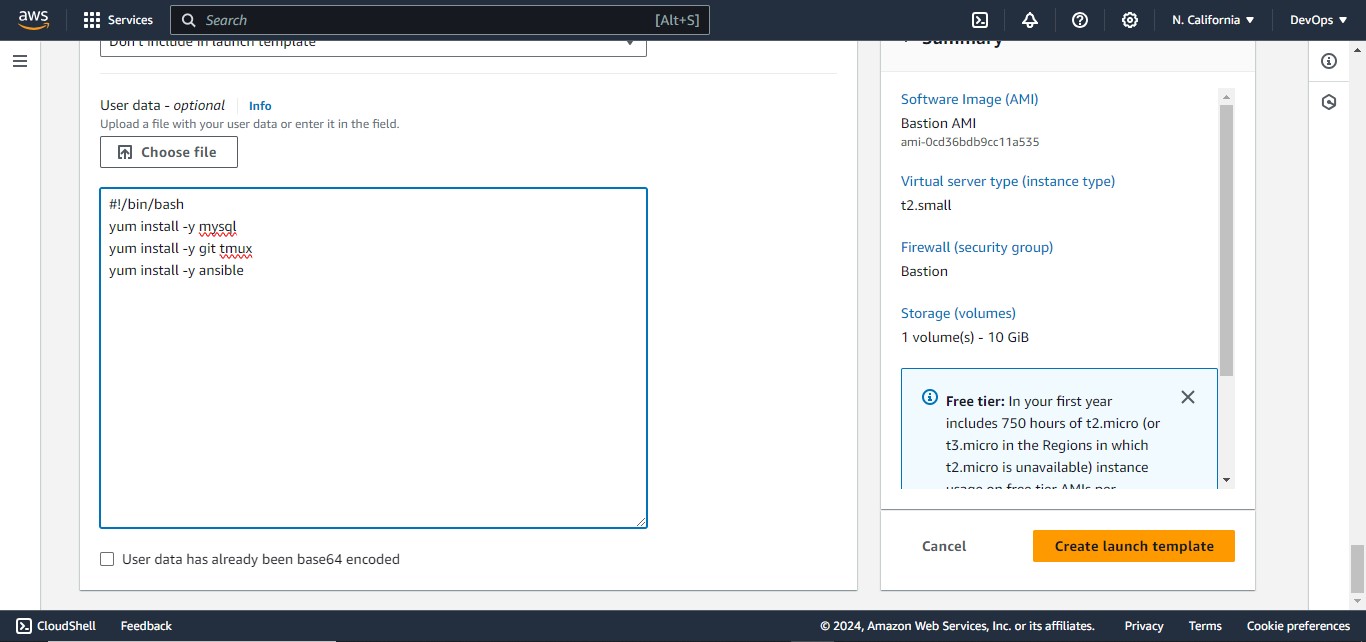 aws
Services
Search
[Alt+S]
N. California
DevOps
Don't include in launch template
User data - optional
Info
Upload a file with your user data or enter it in the field.
Choose file
#!/bin/bash
yum install -y mysql
yum install -y git tmux
yum install -y ansible
User data has already been base64 encoded
Summary
Software Image (AMI)
Bastion AMI
ami-0cd36bdb9cc11a535
Virtual server type (instance type)
t2.small
Firewall (security group)
Bastion
Storage (volumes)
1 volume(s) - 10 GiB
Free tier: In your first year
includes 750 hours of t2.micro (or
t3.micro in the Regions in which
t2.micro is unavailable) instance
usage on free tier AMIs per
Cancel
Create launch template
CloudShell
Feedback
© 2024, Amazon Web Services, Inc. or its affiliates.
Privacy
Terms
Cookie preferences